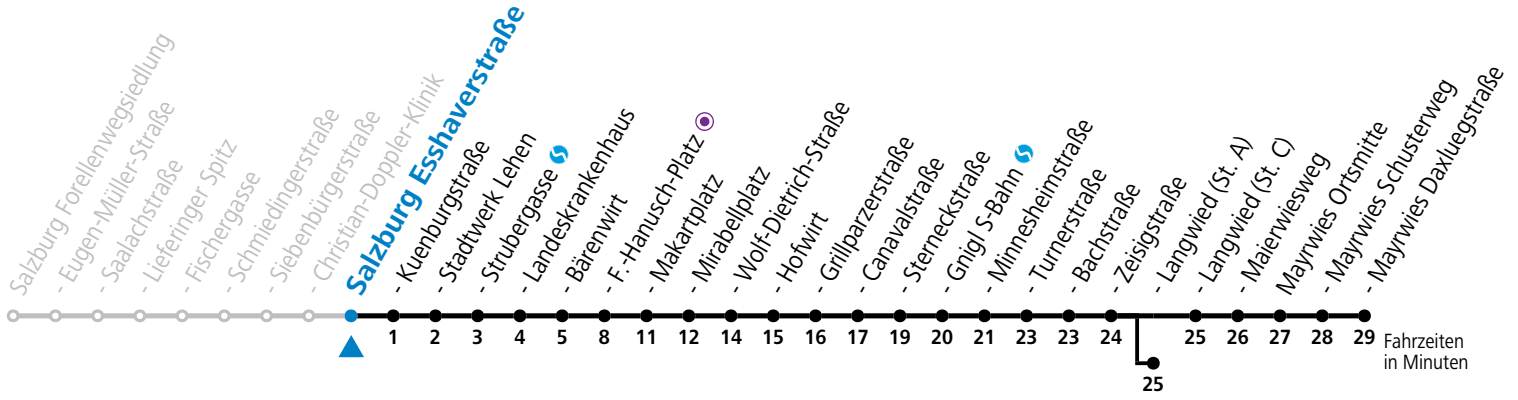 Salzburg Forellenwegsiedlung
- Eugen-Müller-Straße
- Saalachstraße
- Lieferinger Spitz
- Fischergasse
- Schmiedingerstraße
- Siebenbürgerstraße
- Christian-Doppler-Klinik
Salzburg Esshaverstraße
- Kuenburgstraße
- Stadtwerk Lehen
- Strubergasse
- Landeskrankenhaus
- Bärenwirt
- F.-Hanusch-Platz
- Makartplatz
- Mirabellplatz
- Wolf-Dietrich-Straße
- Hofwirt
- Grillparzerstraße
- Canavalstraße
- Sterneckstraße
- Gnigl S-Bahn
- Minnesheimstraße
- Turnerstraße
- Bachstraße
- Zeisigstraße
- Langwied (St. A)
- Langwied (St. C)
- Maierwiesweg
Mayrwies Ortsmitte
- Mayrwies Schusterweg
- Mayrwies Daxluegstraße
1 2 3 4 5 8 11 12 14 15 16 17 19 20 21 23 23 24 25 26 27 28 29
Fahrzeiten
in Minuten
25